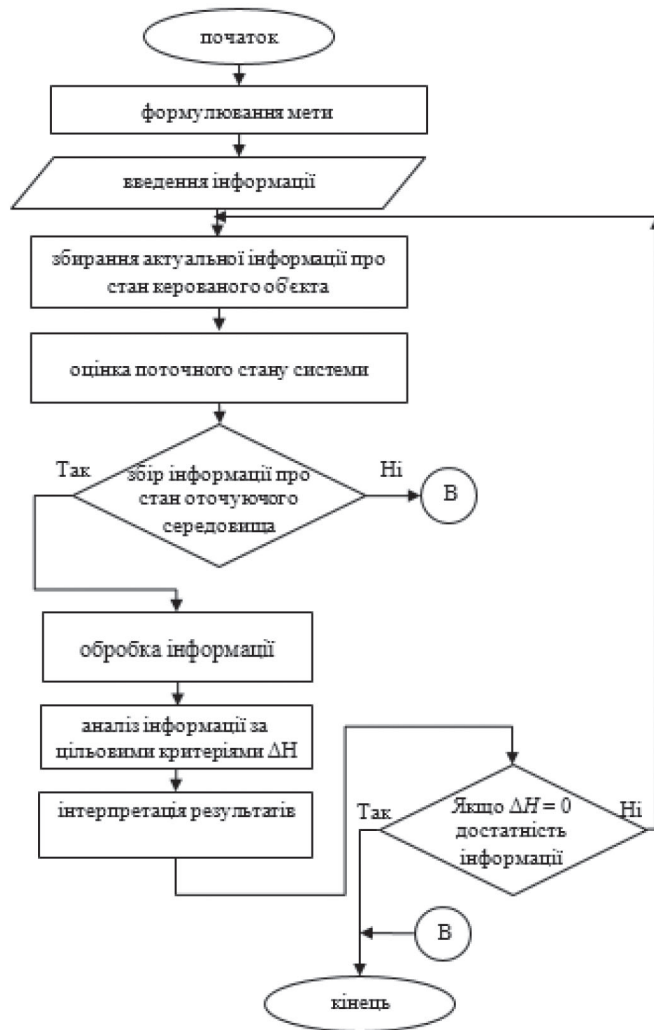 початок
формулювання мети
введення інформації
збирання актуальної інформації про
стан керованого об'єкта
оцінка поточного стану системи
Так
збір інформації про
стан оточуючого
середовища
Ні
В
обробка інформації
аналіз інформації за
цільовими критеріями ΔН
інтерпретація результатів
Так
Якщо ΔH = 0
достатність
інформації
Ні
В
кінець